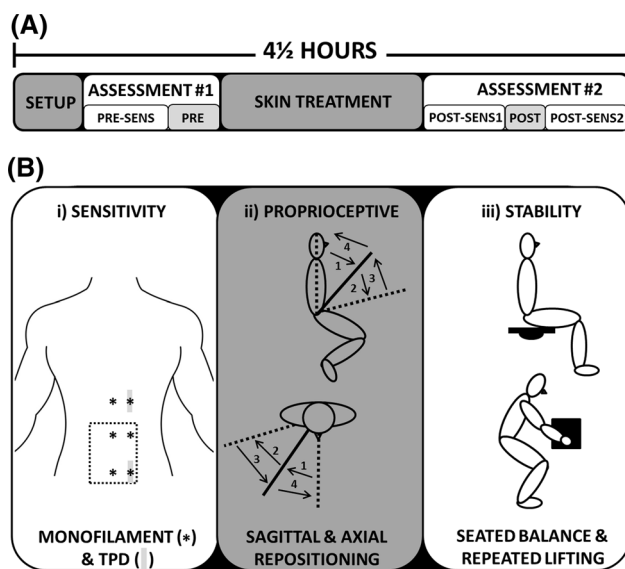 (A)
4½ HOURS
SETUP
ASSESSMENT #1
PRE-SENS
PRE
SKIN TREATMENT
ASSESSMENT #2
POST-SENS1
POST
POST-SENS2
(B)
i) SENSITIVITY
* *
* *
* *
MONOFILAMENT (*)
& TPD ( )
ii) PROPRIOCEPTIVE
4
1
3
2
2
1
3
4
SAGITTAL & AXIAL
REPOSITIONING
iii) STABILITY
SEATED BALANCE &
REPEATED LIFTING